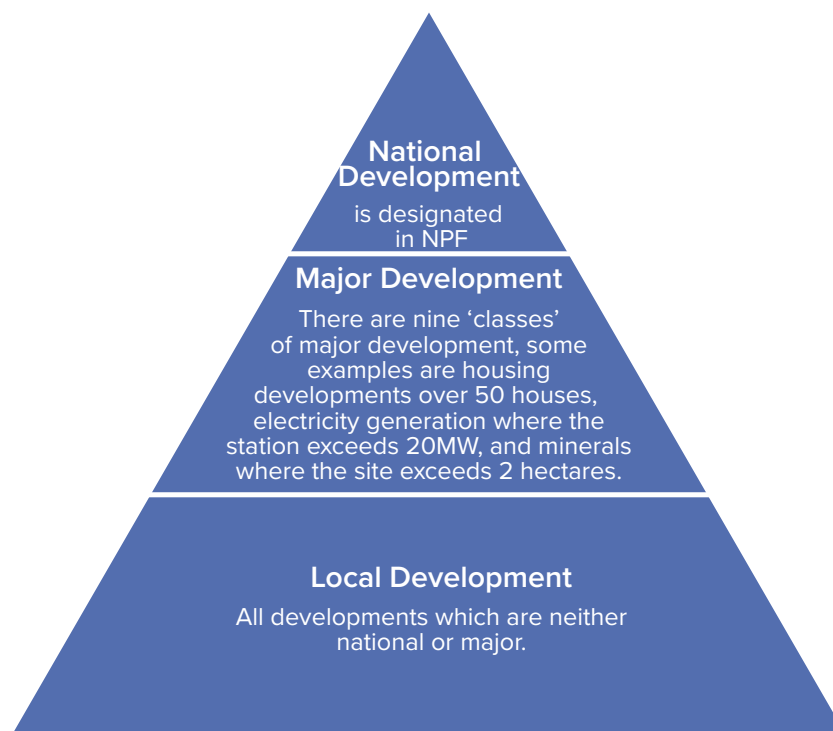 National
Development
is designated
in NPF
Major Development
There are nine ‘classes’
of major development, some
examples are housing
developments over 50 houses,
electricity generation where the
station exceeds 20MW, and minerals
where the site exceeds 2 hectares.
Local Development
All developments which are neither
national or major.